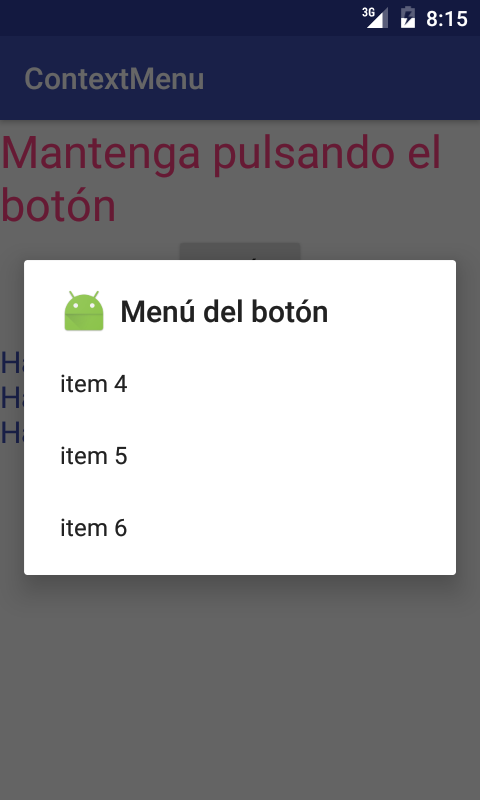 3G 8:15
ContextMenu
Mantenga pulsando el
botón
Menú del botón
item 4
item 5
item 6